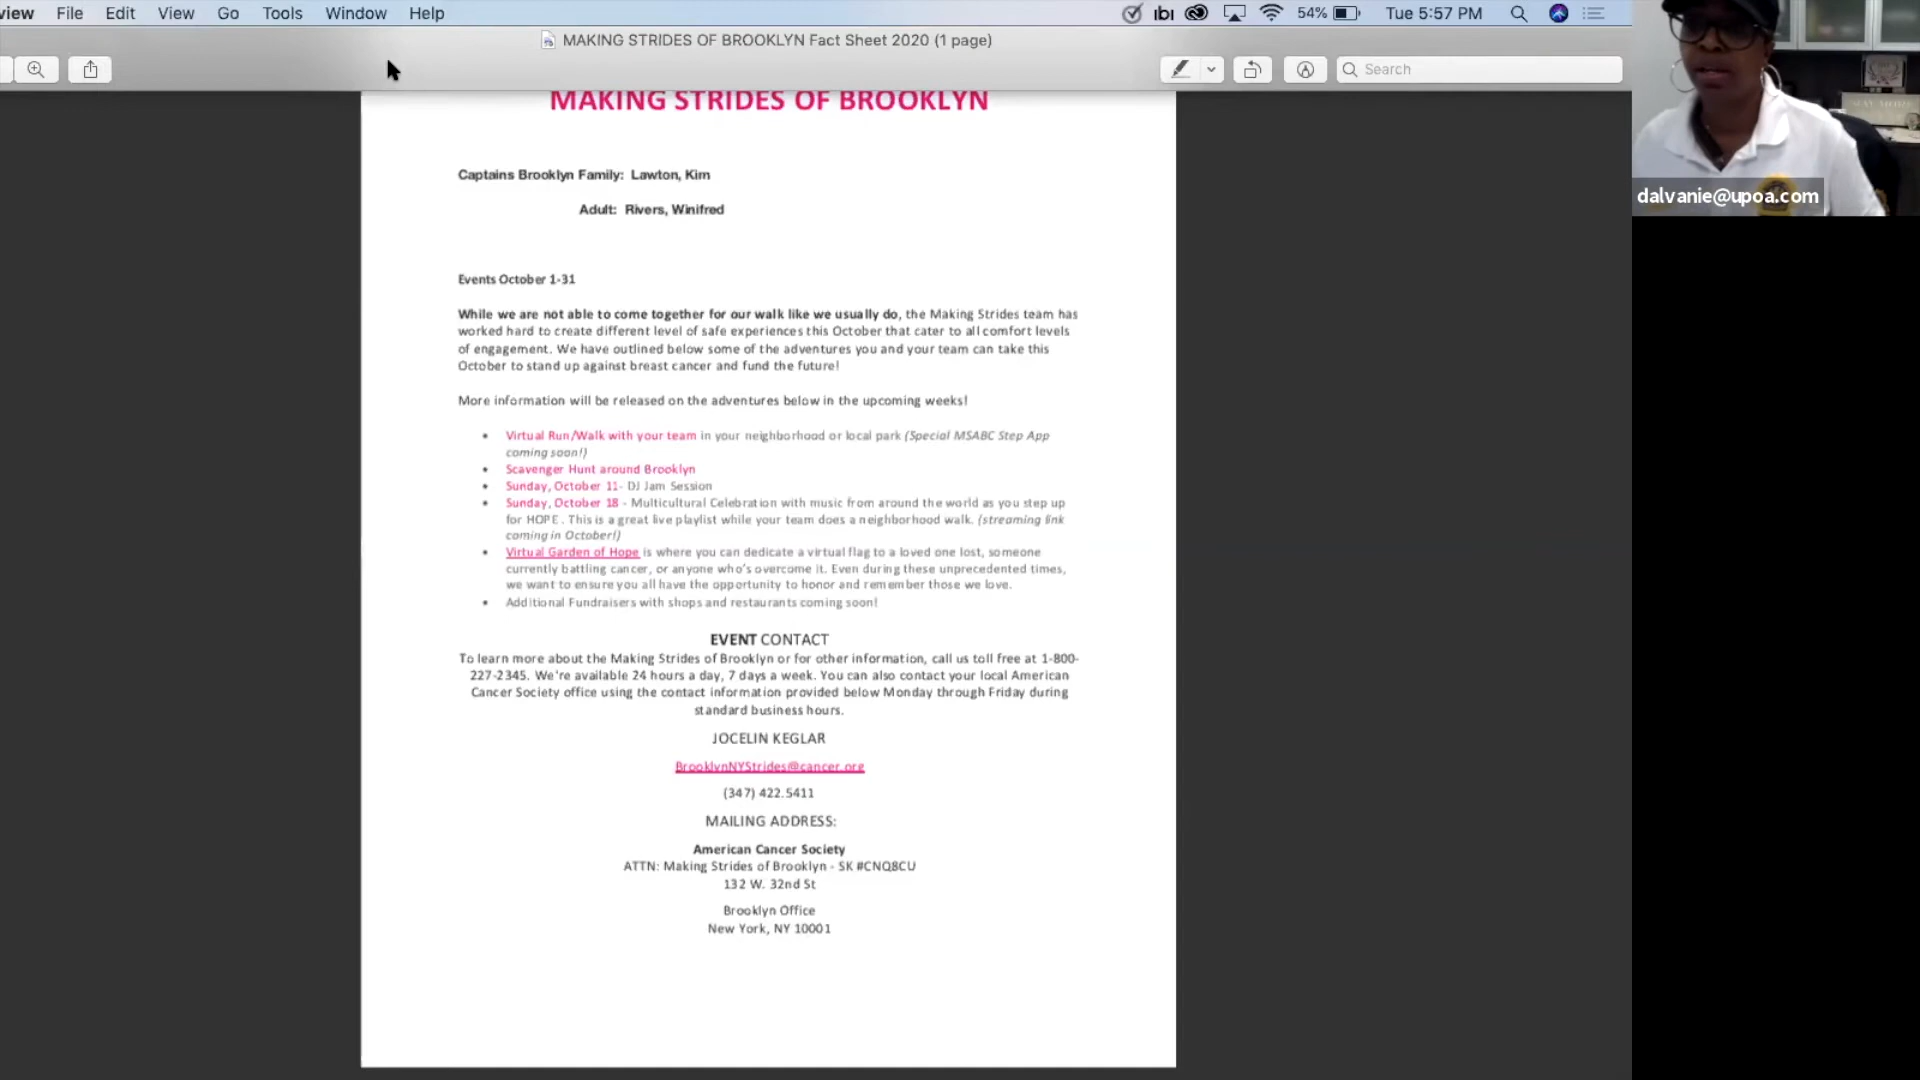 view File Edit View Go Tools Window Help
ibi 54% Tue 5:57 PM
MAKING STRIDES OF BROOKLYN Fact Sheet 2020 (1 page)
Search
MAKING STRIDES OF BROOKLYN
Captains Brooklyn Family: Lawton, Kim
Adult: Rivers, Winifred
Events October 1-31
While we are not able to come together for our walk like we usually do, the Making Strides team has
worked hard to create different level of safe experiences this October that cater to all comfort levels
of engagement. We have outlined below some of the adventures you and your team can take this
October to stand up against breast cancer and fund the future!
More information will be released on the adventures below in the upcoming weeks!
• Virtual Run/Walk with your team in your neighborhood or local park (Special MSABC Step App
coming soon!)
• Scavenger Hunt around Brooklyn
• Sunday, October 11- DJ Jam Session
• Sunday, October 18 - Multicultural Celebration with music from around the world as you step up
for HOPE. This is a great live playlist while your team does a neighborhood walk. (streaming link
coming in October!)
• Virtual Garden of Hope is where you can dedicate a virtual flag to a loved one lost, someone
currently battling cancer, or anyone who's overcome it. Even during these unprecedented times,
we want to ensure you all have the opportunity to honor and remember those we love.
• Additional Fundraisers with shops and restaurants coming soon!
EVENT CONTACT
To learn more about the Making Strides of Brooklyn or for other information, call us toll free at 1-800-
227-2345. We're available 24 hours a day, 7 days a week. You can also contact your local American
Cancer Society office using the contact information provided below Monday through Friday during
standard business hours.
JOCELIN KEGLAR
BrooklynNYStrides@cancer.org
(347) 422.5411
MAILING ADDRESS:
American Cancer Society
ATTN: Making Strides of Brooklyn - SK #CNQ8CU
132 W. 32nd St
Brooklyn Office
New York, NY 10001
dalvanie@upoa.com